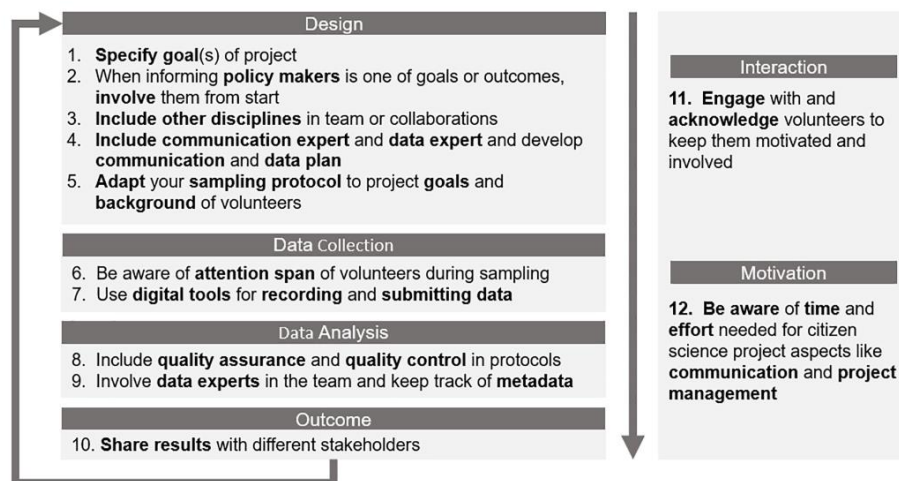 Design
1. Specify goal(s) of project
2. When informing policy makers is one of goals or outcomes,
involve them from start
3. Include other disciplines in team or collaborations
4. Include communication expert and data expert and develop
communication and data plan
5. Adapt your sampling protocol to project goals and
background of volunteers
Data Collection
6. Be aware of attention span of volunteers during sampling
7. Use digital tools for recording and submitting data
Data Analysis
8. Include quality assurance and quality control in protocols
9. Involve data experts in the team and keep track of metadata
Outcome
10. Share results with different stakeholders
Interaction
11. Engage with and
acknowledge volunteers to
keep them motivated and
involved
Motivation
12. Be aware of time and
effort needed for citizen
science project aspects like
communication and project
management